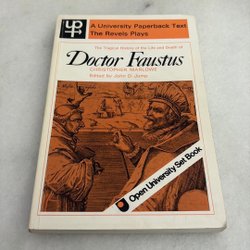 UP
A University Paperback Text
The Revels Plays
The Tragical History of the Life and Death of
Doctor Faustus
CHRISTOPHER MARLOWE
Edited by John D. Jump
Open University Set Book